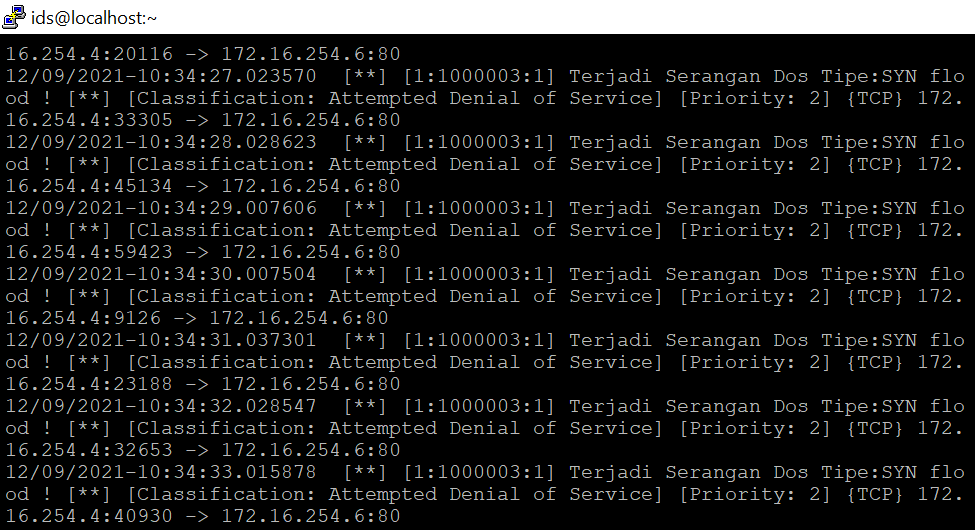 ids@localhost:~
16.254.4:20116 -> 172.16.254.6:80
12/09/2021-10:34:27.023570  [**] [1:1000003:1] Terjadi Serangan Dos Tipe:SYN flo
od ! [**] [Classification: Attempted Denial of Service] [Priority: 2] {TCP} 172.
16.254.4:33305 -> 172.16.254.6:80
12/09/2021-10:34:28.028623  [**] [1:1000003:1] Terjadi Serangan Dos Tipe:SYN flo
od ! [**] [Classification: Attempted Denial of Service] [Priority: 2] {TCP} 172.
16.254.4:45134 -> 172.16.254.6:80
12/09/2021-10:34:29.007606  [**] [1:1000003:1] Terjadi Serangan Dos Tipe:SYN flo
od ! [**] [Classification: Attempted Denial of Service] [Priority: 2] {TCP} 172.
16.254.4:59423 -> 172.16.254.6:80
12/09/2021-10:34:30.007504  [**] [1:1000003:1] Terjadi Serangan Dos Tipe:SYN flo
od ! [**] [Classification: Attempted Denial of Service] [Priority: 2] {TCP} 172.
16.254.4:9126 -> 172.16.254.6:80
12/09/2021-10:34:31.037301  [**] [1:1000003:1] Terjadi Serangan Dos Tipe:SYN flo
od ! [**] [Classification: Attempted Denial of Service] [Priority: 2] {TCP} 172.
16.254.4:23188 -> 172.16.254.6:80
12/09/2021-10:34:32.028547  [**] [1:1000003:1] Terjadi Serangan Dos Tipe:SYN flo
od ! [**] [Classification: Attempted Denial of Service] [Priority: 2] {TCP} 172.
16.254.4:32653 -> 172.16.254.6:80
12/09/2021-10:34:33.015878  [**] [1:1000003:1] Terjadi Serangan Dos Tipe:SYN flo
od ! [**] [Classification: Attempted Denial of Service] [Priority: 2] {TCP} 172.
16.254.4:40930 -> 172.16.254.6:80